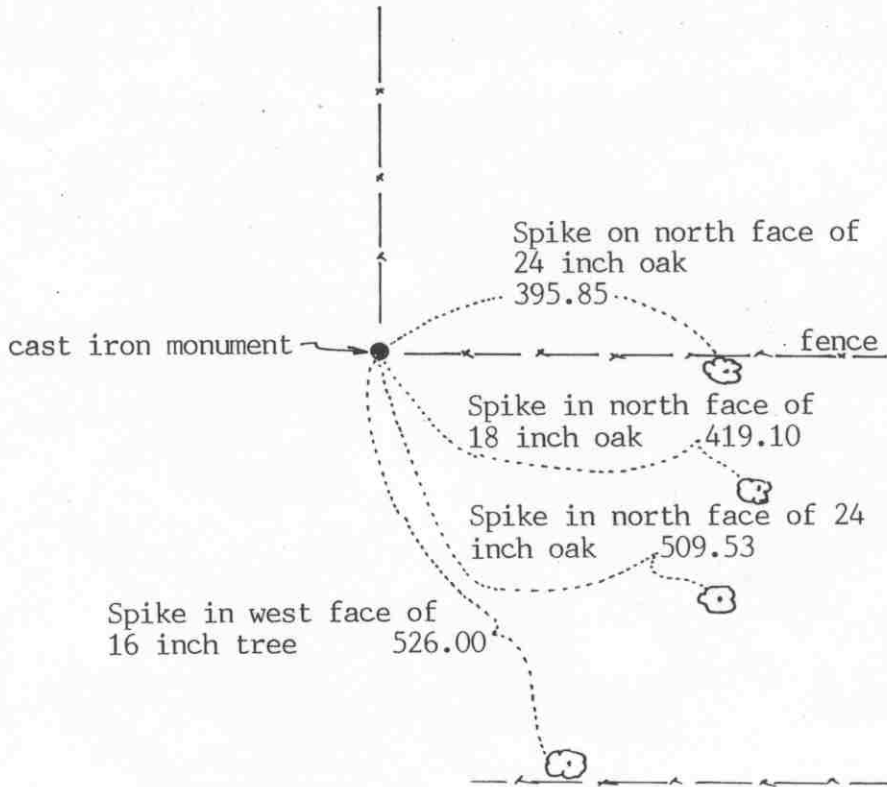 Spike on north face of
24 inch oak
395.85
cast iron monument
fence
Spike in north face of
18 inch oak 419.10
Spike in north face of 24
inch oak 509.53
Spike in west face of
16 inch tree 526.00